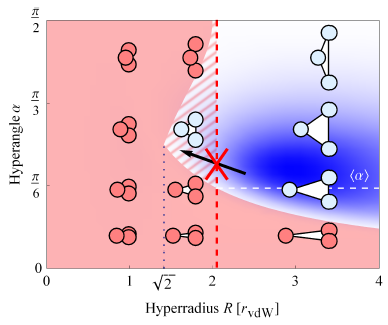 π/2
π/3
π/6
0
Hyperangle α
⟨α⟩
0
1
√2
2
3
4
Hyperradius R [r_vdW]